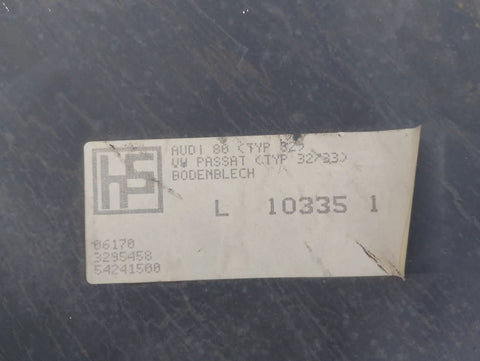 hs
AUDI 80 (TYP 32)
VW PASSAT (TYP 32/33)
BODENBLECH
L 10335 1
06170
3295458
54241500